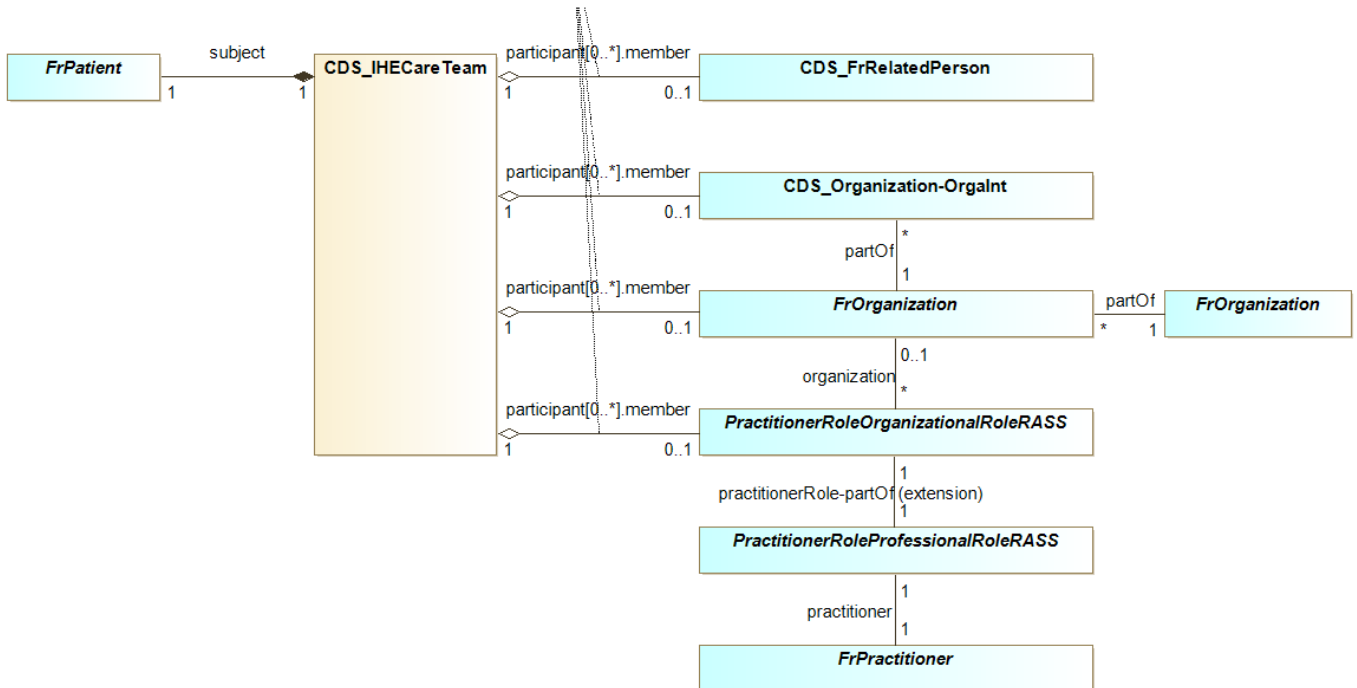 subject
FrPatient
1
1
CDS_IHECareTeam
participant[0..*].member
1
0..1
CDS_FrRelatedPerson
participant[0..*].member
1
0..1
CDS_Organization-OrgaInt
*
partOf
1
participant[0..*].member
1
0..1
FrOrganization
partOf
*
1
FrOrganization
0..1
organization
*
participant[0..*].member
1
0..1
PractitionerRoleOrganizationalRoleRASS
1
practitionerRole-partOf (extension)
1
PractitionerRoleProfessionalRoleRASS
1
practitioner
1
FrPractitioner